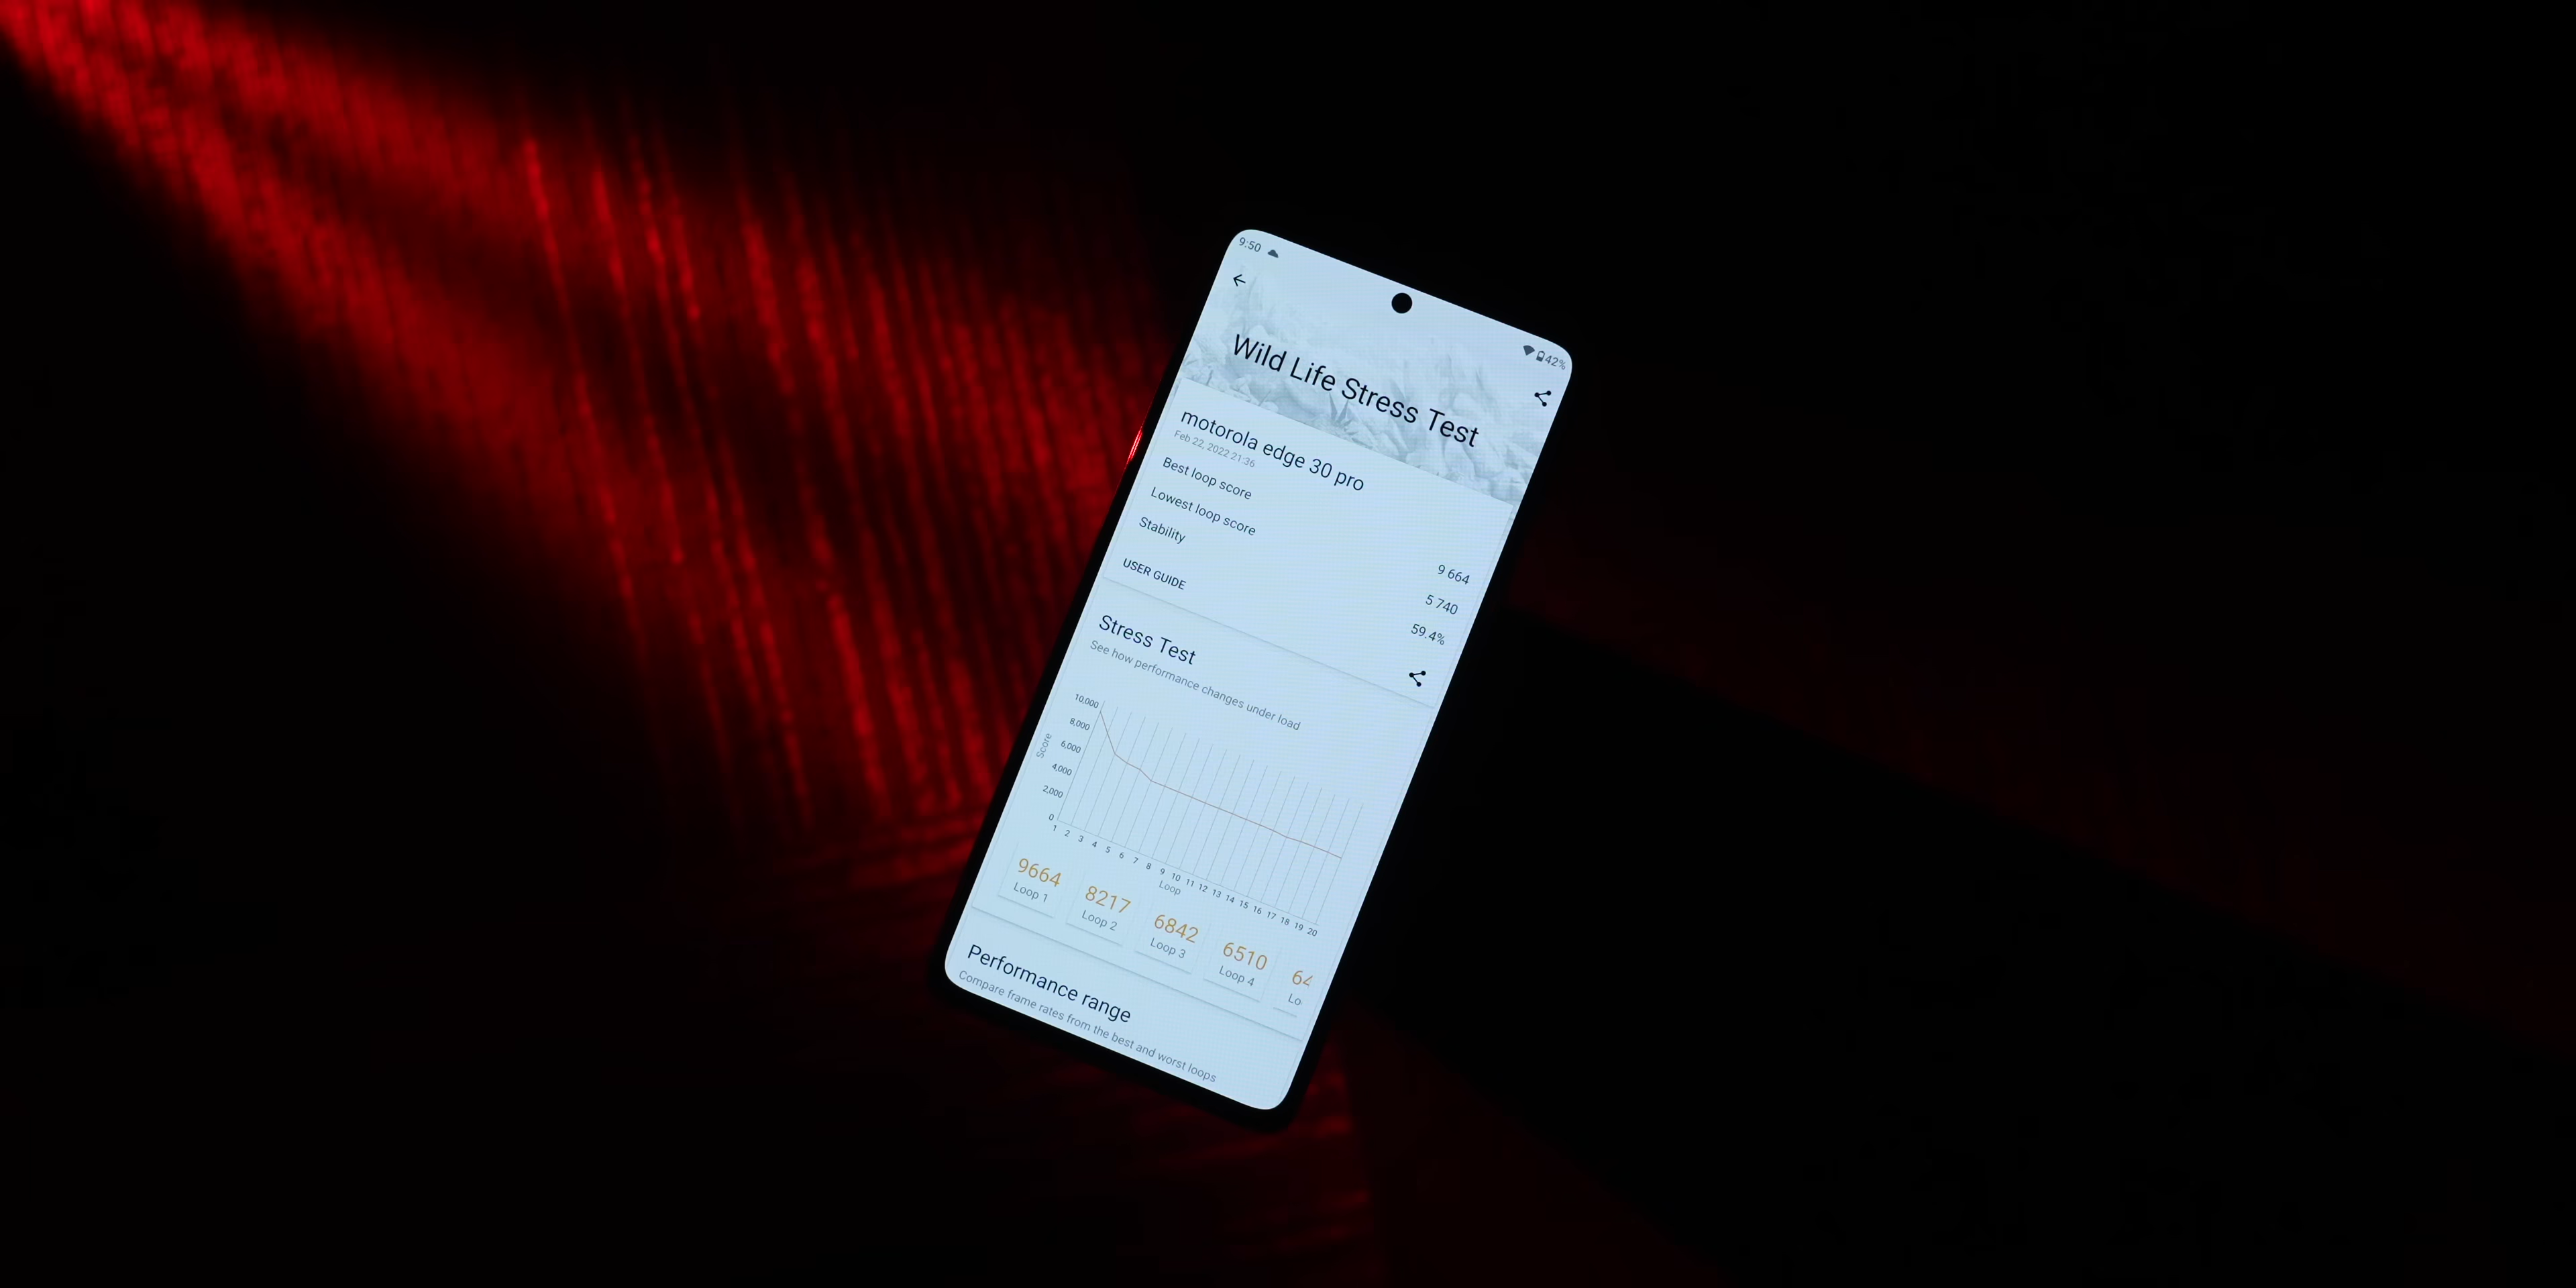 9:50
42%
Wild Life Stress Test
motorola edge 30 pro
Feb 22, 2022 21:36
Best loop score 9 664
Lowest loop score 5 740
Stability 59.4%
USER GUIDE
Stress Test
See how performance changes under load
Score
10,000
8,000
6,000
4,000
2,000
0
1 2 3 4 5 6 7 8 9 10 11 12 13 14 15 16 17 18 19 20
Loop
9664 8217 6842 6510 64
Loop 1 Loop 2 Loop 3 Loop 4 Lo
Performance range
Compare frame rates from the best and worst loops